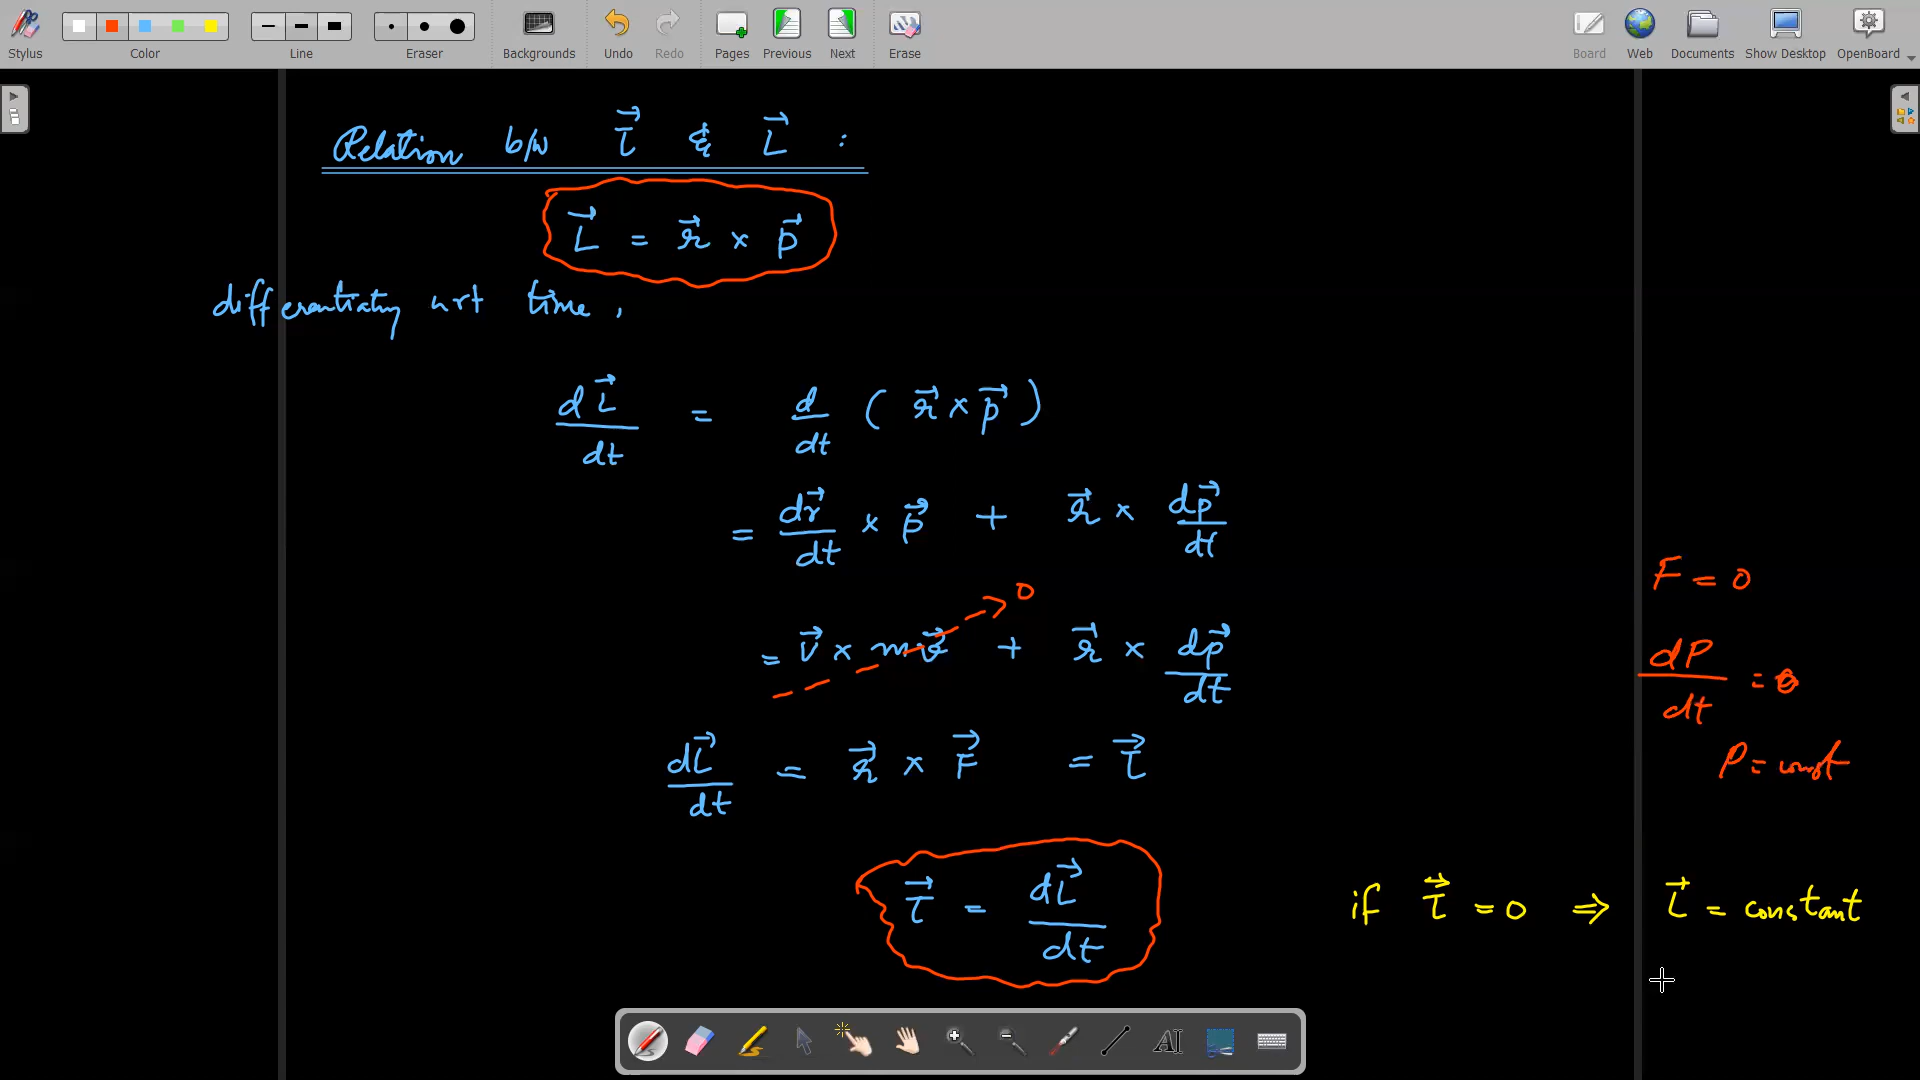 Stylus Color Line Eraser Backgrounds Undo Redo Pages Previous Next Erase Board Web Documents Show Desktop OpenBoard
Relation b/w τ⃗ & L⃗ :
L⃗ = r⃗ × p⃗
differentiating wrt time,
dL⃗/dt = d/dt ( r⃗ × p⃗ )
= dr⃗/dt × p⃗ + r⃗ × dp⃗/dt
= v⃗ × mv⃗ → 0 + r⃗ × dp⃗/dt
dL⃗/dt = r⃗ × F⃗ = τ⃗
τ⃗ = dL⃗/dt
F = 0
dP/dt = 0
P = const
if τ⃗ = 0 ⇒ L⃗ = constant
AI